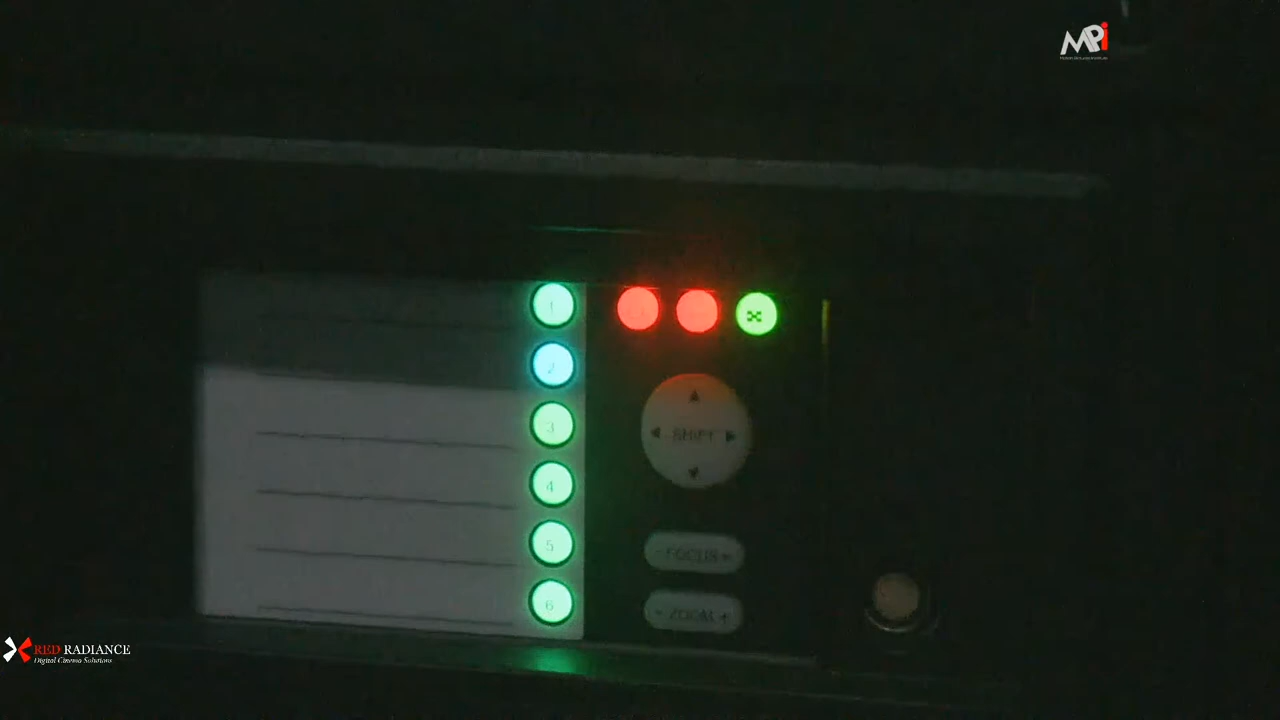 MPi
1
2
3
4
5
6
SHIFT
- FOCUS +
- ZOOM +
RED RADIANCE
Digital Cinema Solutions